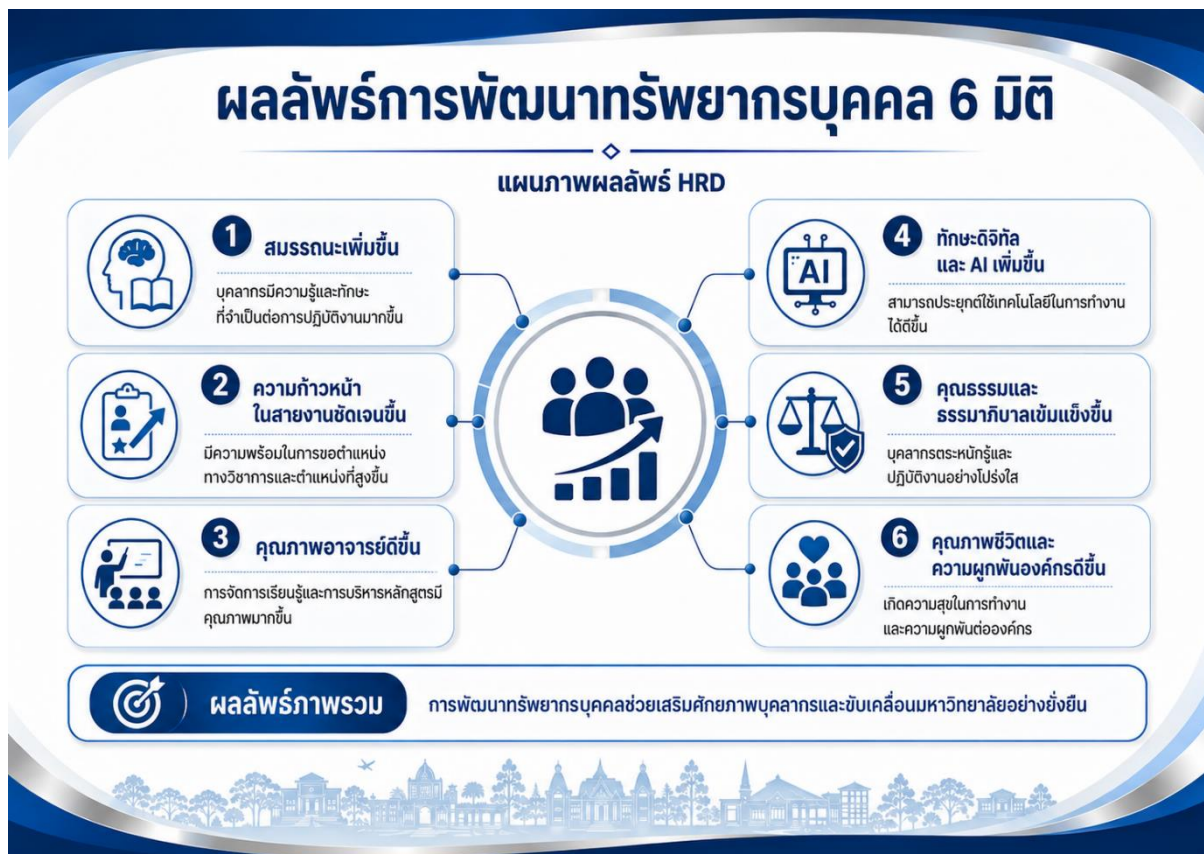 ผลลัพธ์การพัฒนาทรัพยากรบุคคล 6 มิติ
แผนภาพผลลัพธ์ HRD
1 สมรรถนะเพิ่มขึ้น
บุคลากรมีความรู้และทักษะ
ที่จำเป็นต่อการปฏิบัติงานมากขึ้น
2 ความก้าวหน้า
ในสายงานชัดเจนขึ้น
มีความพร้อมในการขอตำแหน่ง
ทางวิชาการและตำแหน่งที่สูงขึ้น
3 คุณภาพอาจารย์ดีขึ้น
การจัดการเรียนรู้และการบริหารหลักสูตรมี
คุณภาพมากขึ้น
AI
4 ทักษะดิจิทัล
และ AI เพิ่มขึ้น
สามารถประยุกต์ใช้เทคโนโลยีในการทำงาน
ได้ดีขึ้น
5 คุณธรรมและ
ธรรมาภิบาลเข้มแข็งขึ้น
บุคลากรตระหนักรู้และ
ปฏิบัติงานอย่างโปร่งใส
6 คุณภาพชีวิตและ
ความผูกพันองค์กรดีขึ้น
เกิดความสุขในการทำงาน
และความผูกพันต่อองค์กร
ผลลัพธ์ภาพรวม
การพัฒนาทรัพยากรบุคคลช่วยเสริมศักยภาพบุคลากรและขับเคลื่อนมหาวิทยาลัยอย่างยั่งยืน